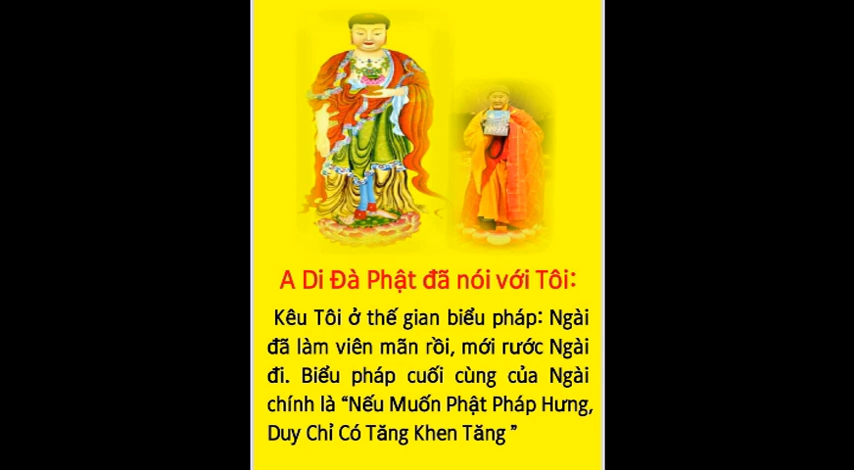 A Di Đà Phật đã nói với Tôi:
Kêu Tôi ở thế gian biểu pháp: Ngài
đã làm viên mãn rồi, mới rước Ngài
đi. Biểu pháp cuối cùng của Ngài
chính là “Nếu Muốn Phật Pháp Hưng,
Duy Chỉ Có Tăng Khen Tăng ”